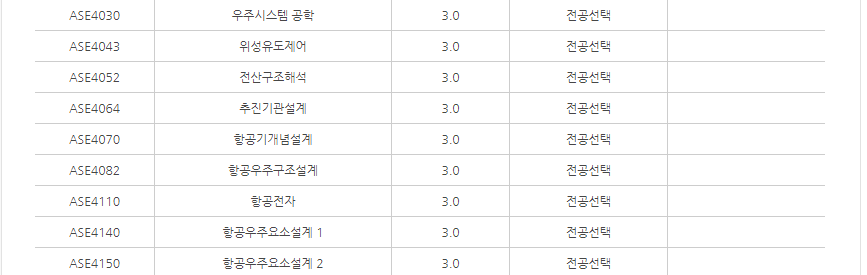 ASE4030 우주시스템 공학 3.0 전공선택
ASE4043 위성유도제어 3.0 전공선택
ASE4052 전산구조해석 3.0 전공선택
ASE4064 추진기관설계 3.0 전공선택
ASE4070 항공기개념설계 3.0 전공선택
ASE4082 항공우주구조설계 3.0 전공선택
ASE4110 항공전자 3.0 전공선택
ASE4140 항공우주요소설계 1 3.0 전공선택
ASE4150 항공우주요소설계 2 3.0 전공선택